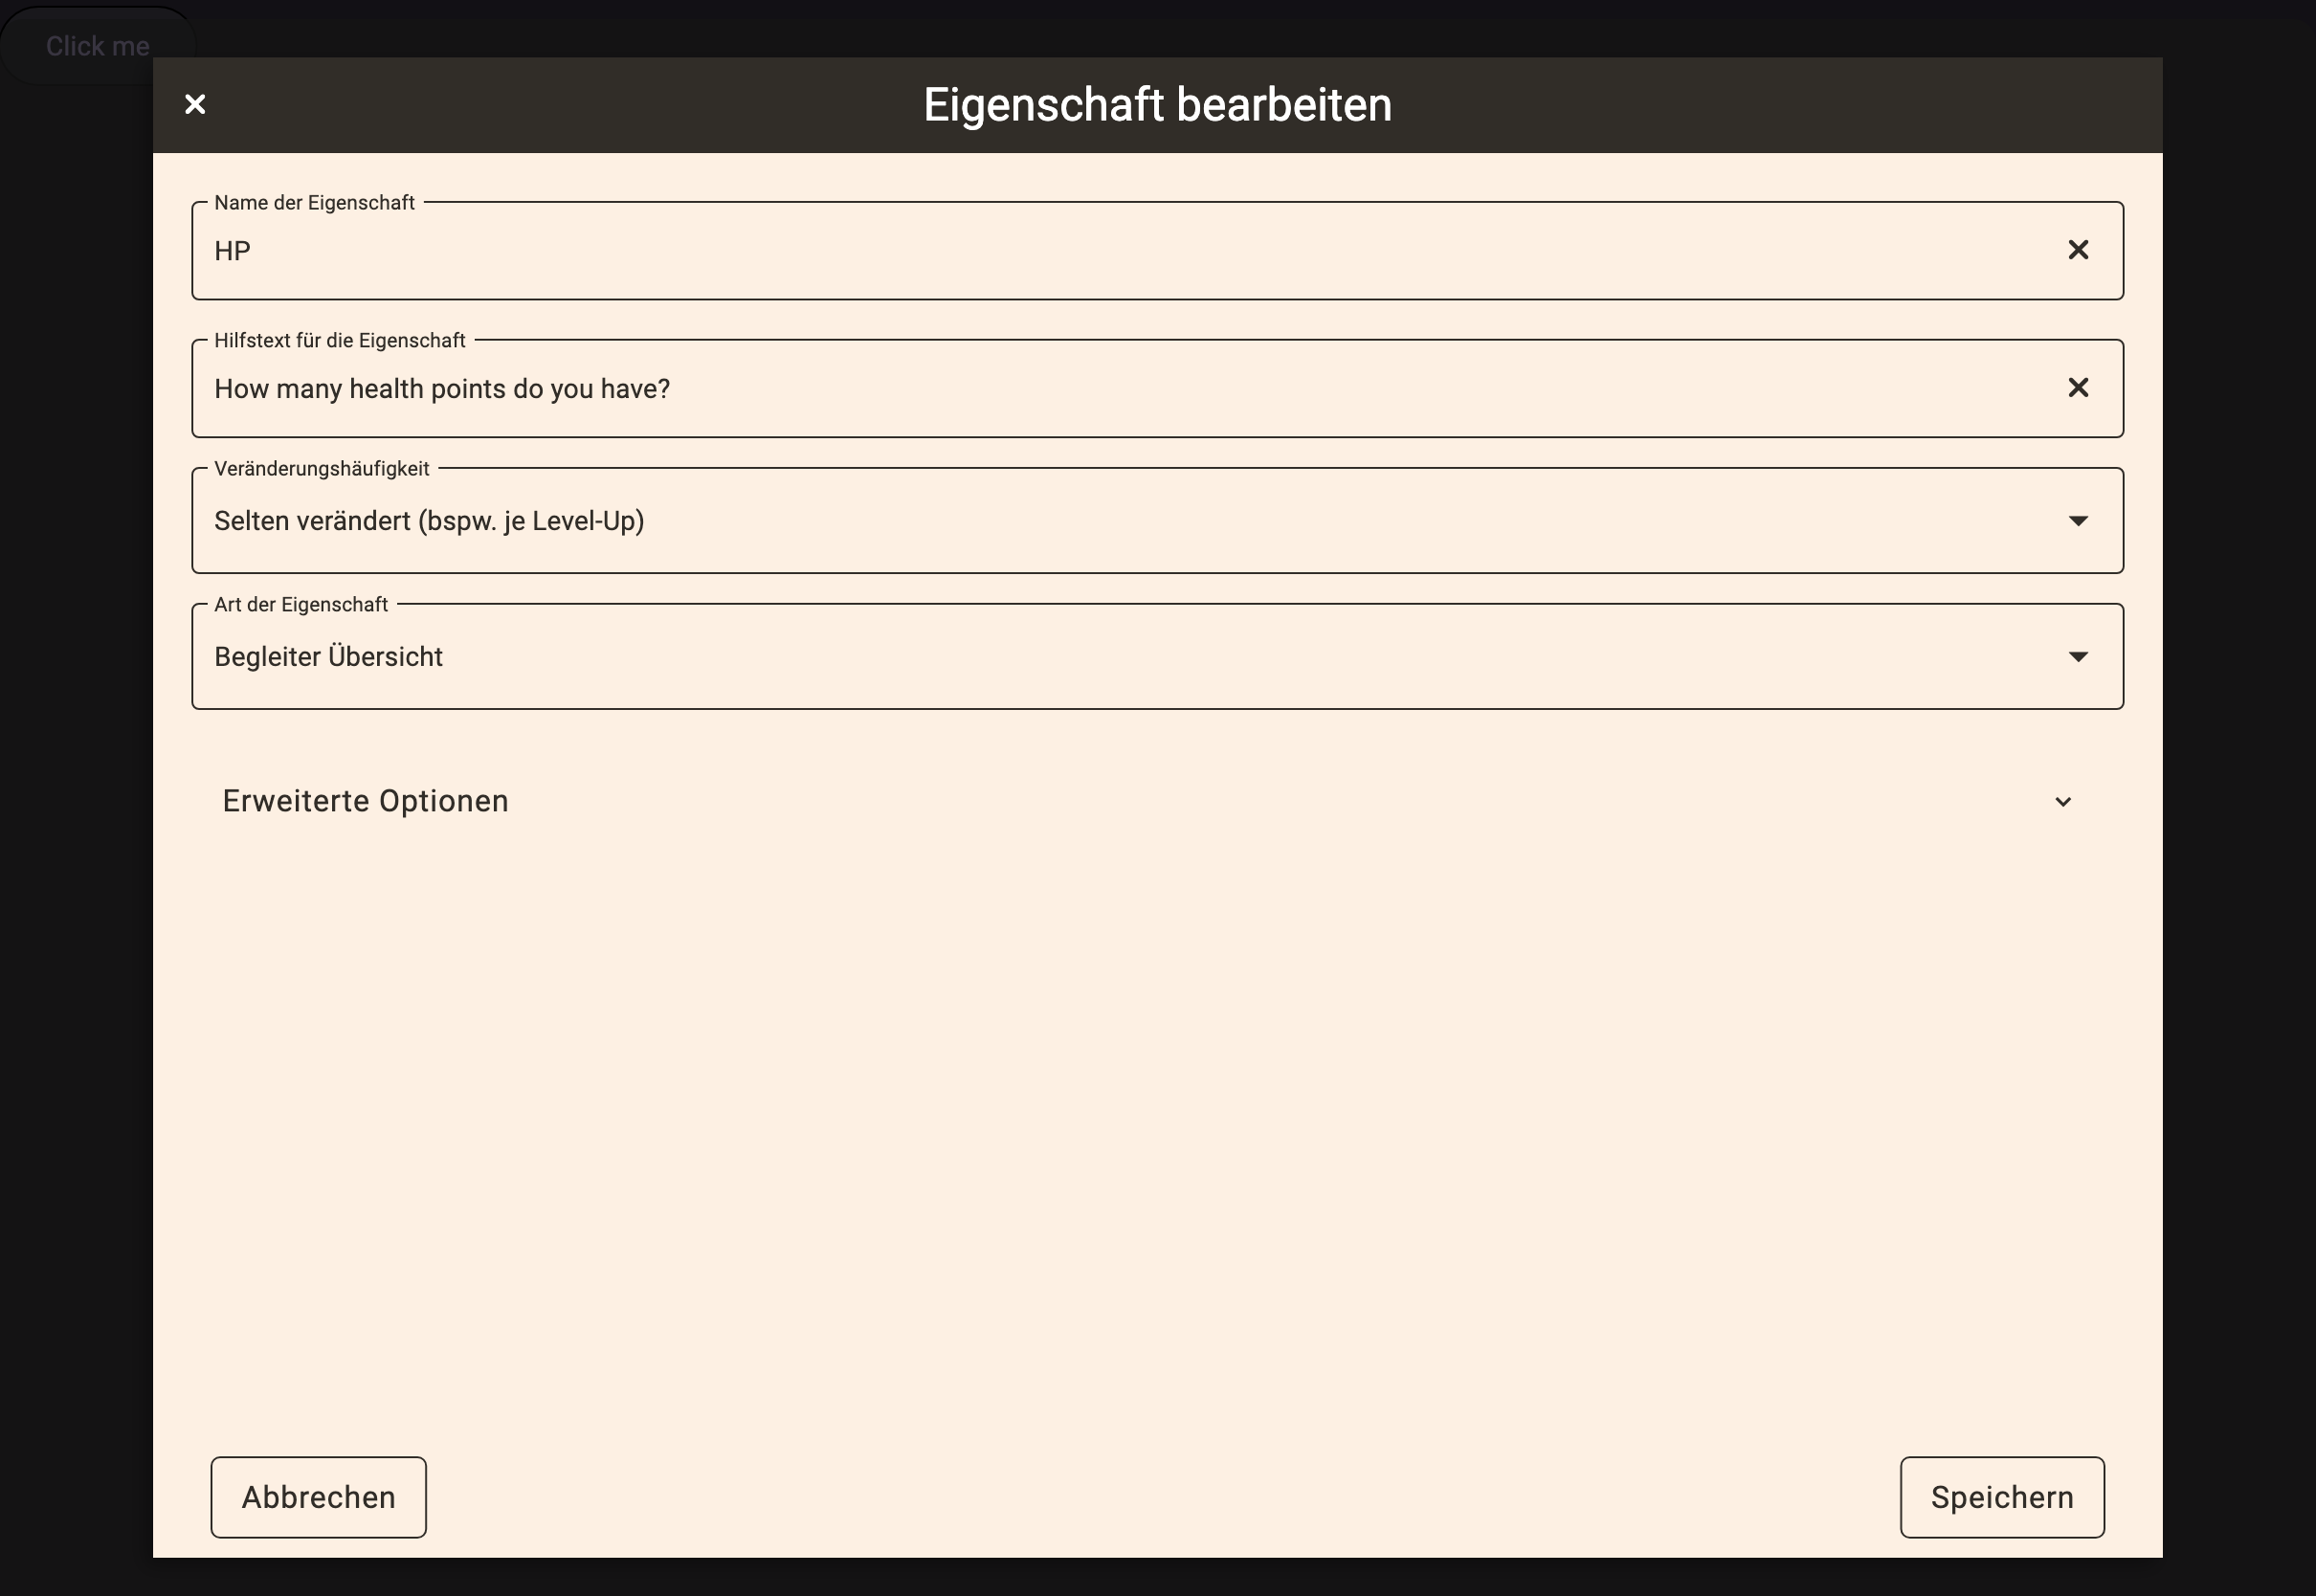 Click me
Eigenschaft bearbeiten
Name der Eigenschaft
HP
Hilfstext für die Eigenschaft
How many health points do you have?
Veränderungshäufigkeit
Selten verändert (bspw. je Level-Up)
Art der Eigenschaft
Begleiter Übersicht
Erweiterte Optionen
Abbrechen
Speichern